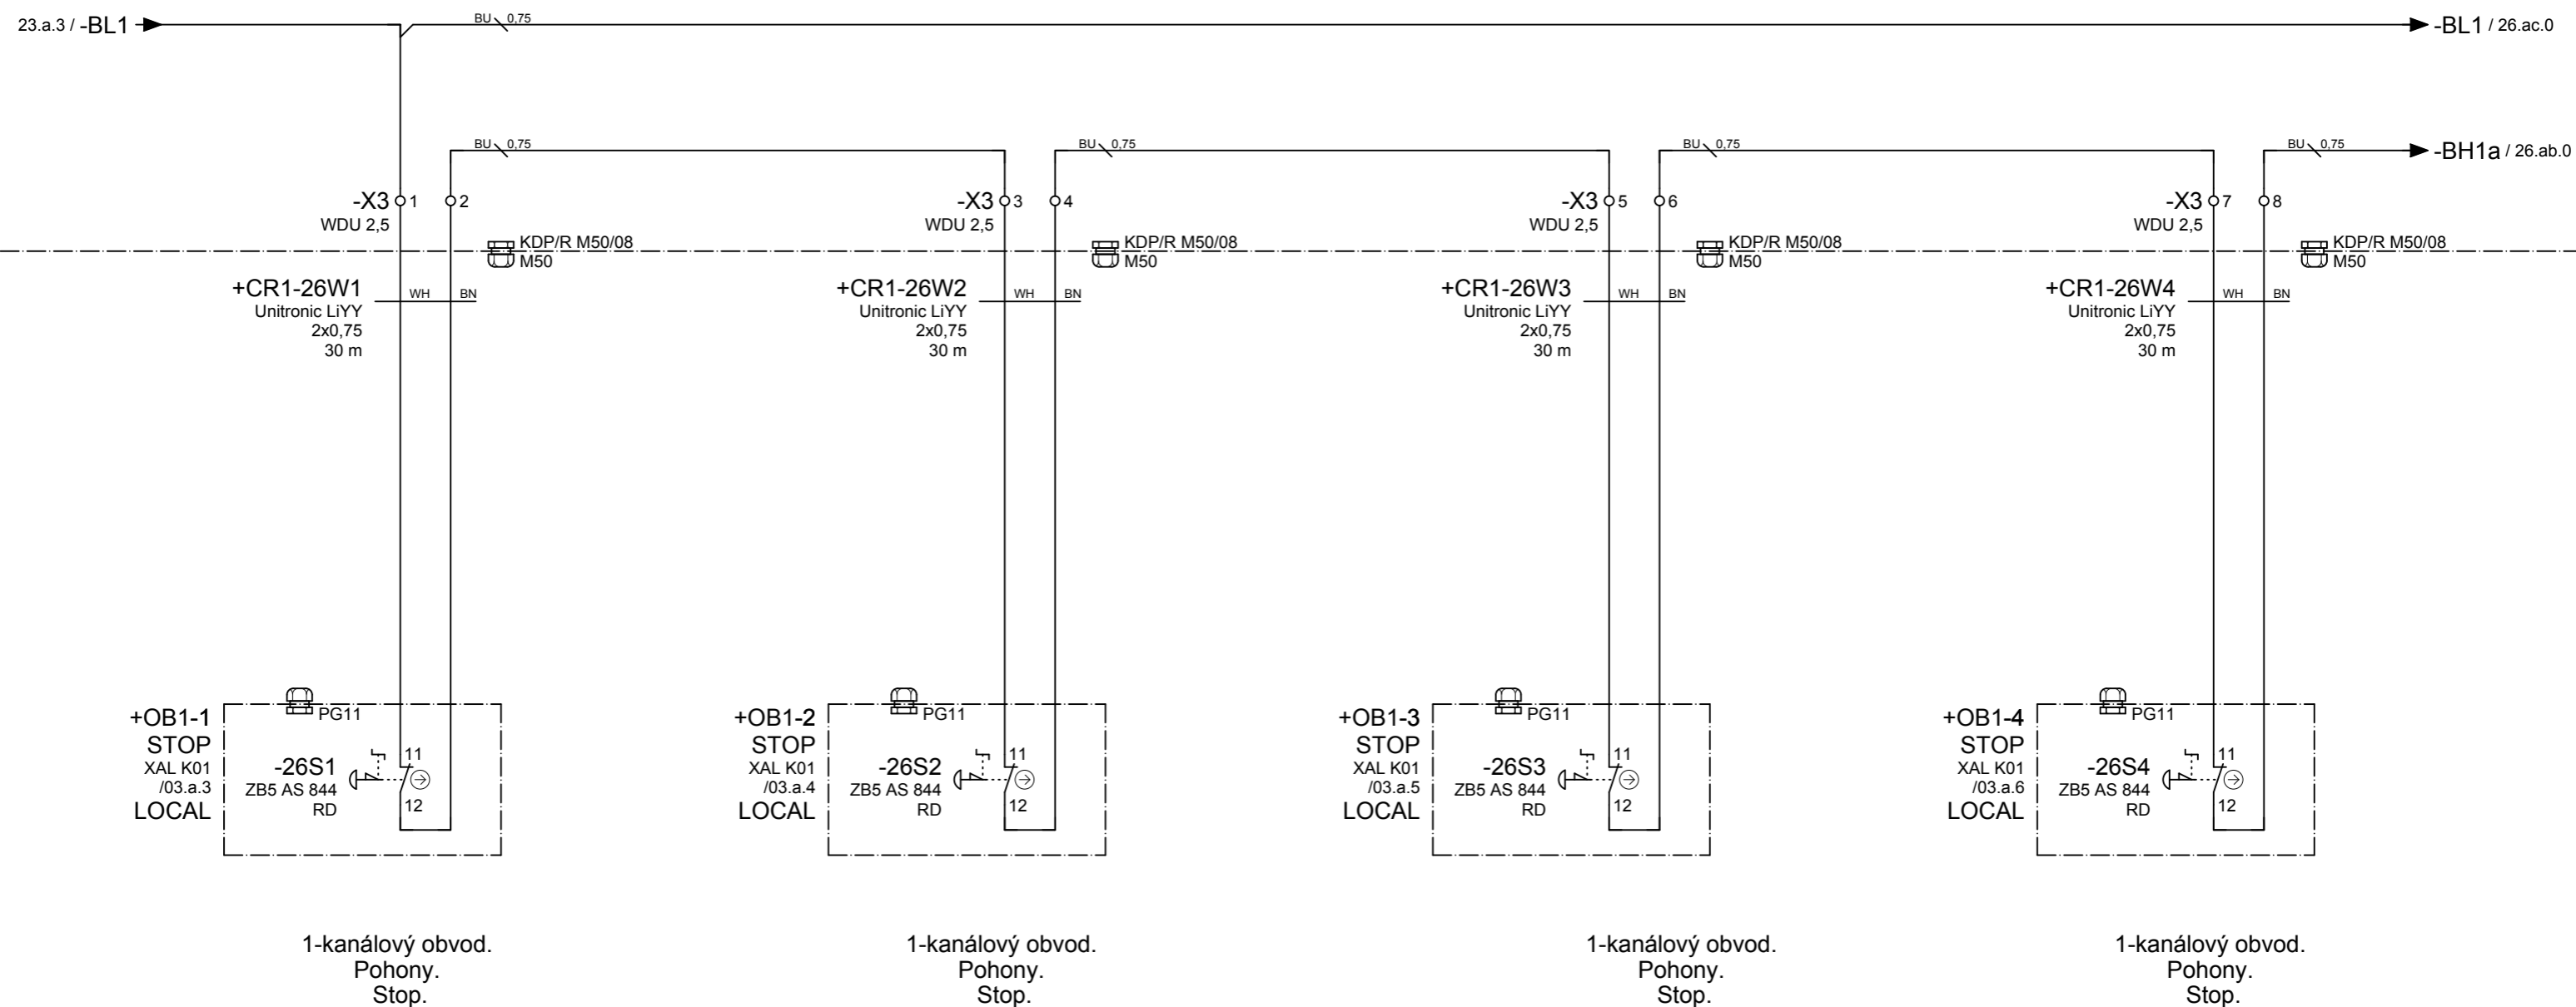 23.a.3 / -BL1
BU 0,75
-BL1 / 26.ac.0
BU 0,75
BU 0,75
BU 0,75
BU 0,75
-BH1a / 26.ab.0
-X3 1 2
WDU 2,5
-X3 3 4
WDU 2,5
-X3 5 6
WDU 2,5
-X3 7 8
WDU 2,5
KDP/R M50/08
M50
KDP/R M50/08
M50
KDP/R M50/08
M50
KDP/R M50/08
M50
+CR1-26W1 WH BN
Unitronic LiYY
2x0,75
30 m
+CR1-26W2 WH BN
Unitronic LiYY
2x0,75
30 m
+CR1-26W3 WH BN
Unitronic LiYY
2x0,75
30 m
+CR1-26W4 WH BN
Unitronic LiYY
2x0,75
30 m
+OB1-1
STOP
XAL K01
/03.a.3
LOCAL
PG11
-26S1
ZB5 AS 844
RD
11
12
+OB1-2
STOP
XAL K01
/03.a.4
LOCAL
PG11
-26S2
ZB5 AS 844
RD
11
12
+OB1-3
STOP
XAL K01
/03.a.5
LOCAL
PG11
-26S3
ZB5 AS 844
RD
11
12
+OB1-4
STOP
XAL K01
/03.a.6
LOCAL
PG11
-26S4
ZB5 AS 844
RD
11
12
1-kanálový obvod.
Pohony.
Stop.
1-kanálový obvod.
Pohony.
Stop.
1-kanálový obvod.
Pohony.
Stop.
1-kanálový obvod.
Pohony.
Stop.